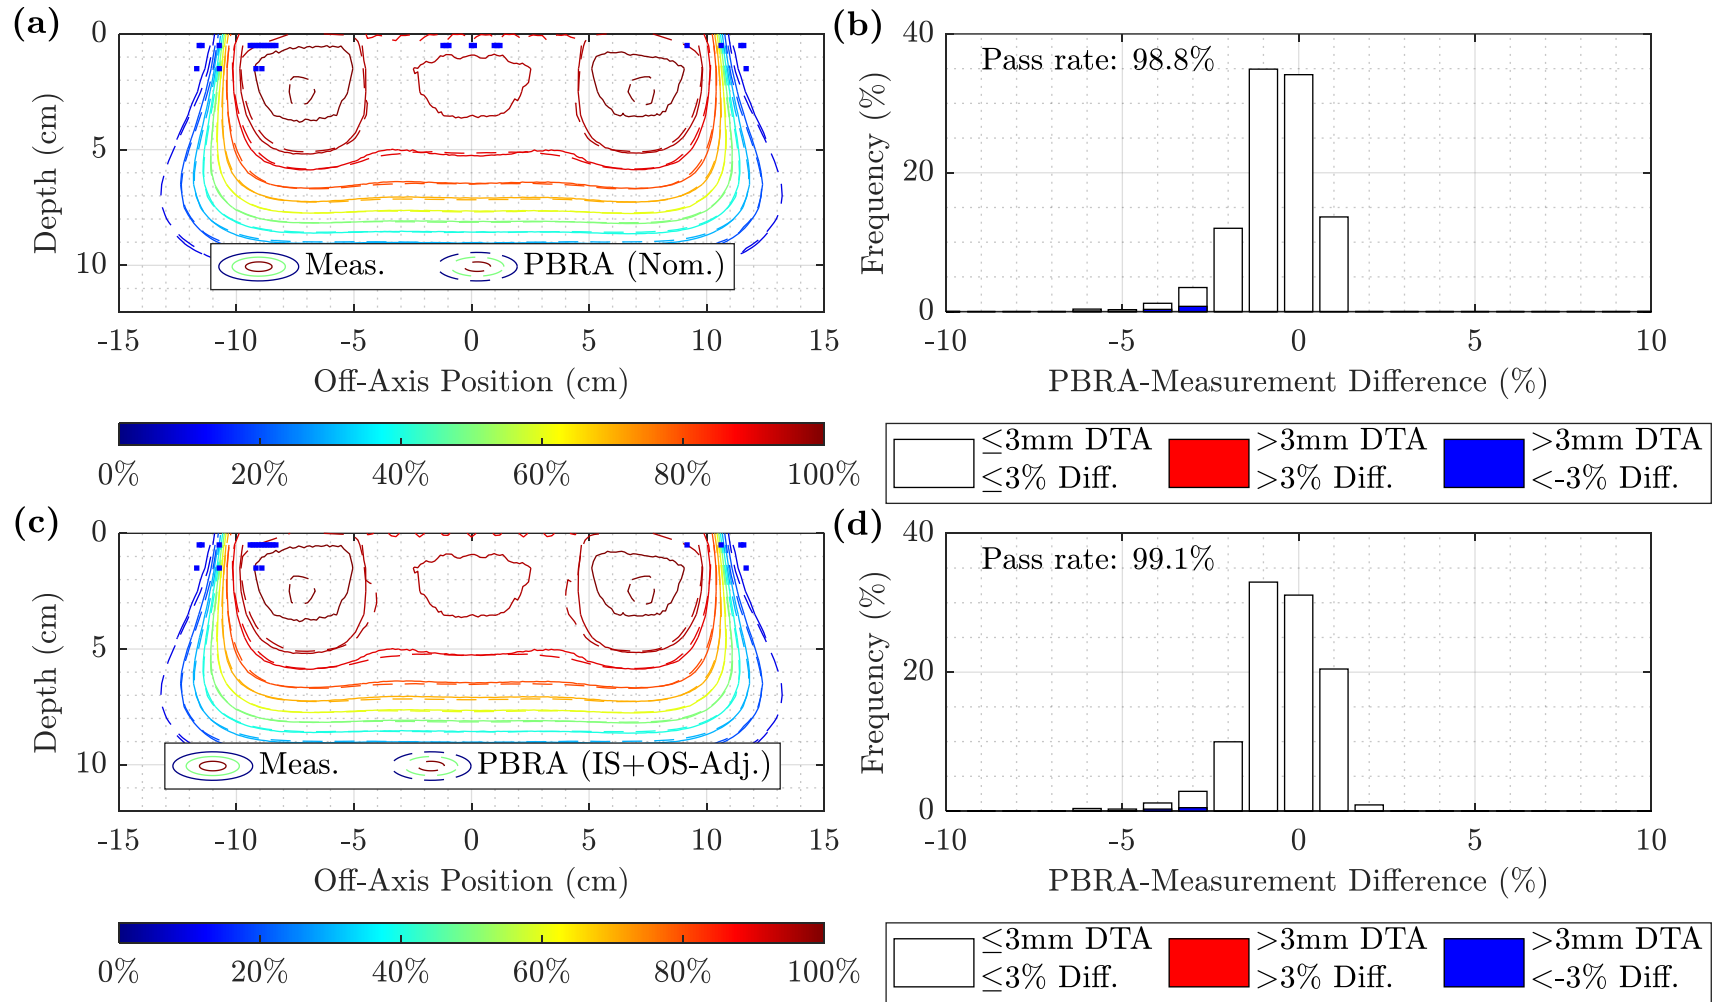 (a)
0
5
10
Depth (cm)
Meas.
PBRA (Nom.)
-15 -10 -5 0 5 10 15
Off-Axis Position (cm)
0% 20% 40% 60% 80% 100%
(b)
40
20
0
Frequency (%)
Pass rate: 98.8%
-10 -5 0 5 10
PBRA-Measurement Difference (%)
≤3mm DTA >3mm DTA >3mm DTA
≤3% Diff. >3% Diff. <-3% Diff.
(c)
0
5
10
Depth (cm)
Meas.
PBRA (IS+OS-Adj.)
-15 -10 -5 0 5 10 15
Off-Axis Position (cm)
0% 20% 40% 60% 80% 100%
(d)
40
20
0
Frequency (%)
Pass rate: 99.1%
-10 -5 0 5 10
PBRA-Measurement Difference (%)
≤3mm DTA >3mm DTA >3mm DTA
≤3% Diff. >3% Diff. <-3% Diff.